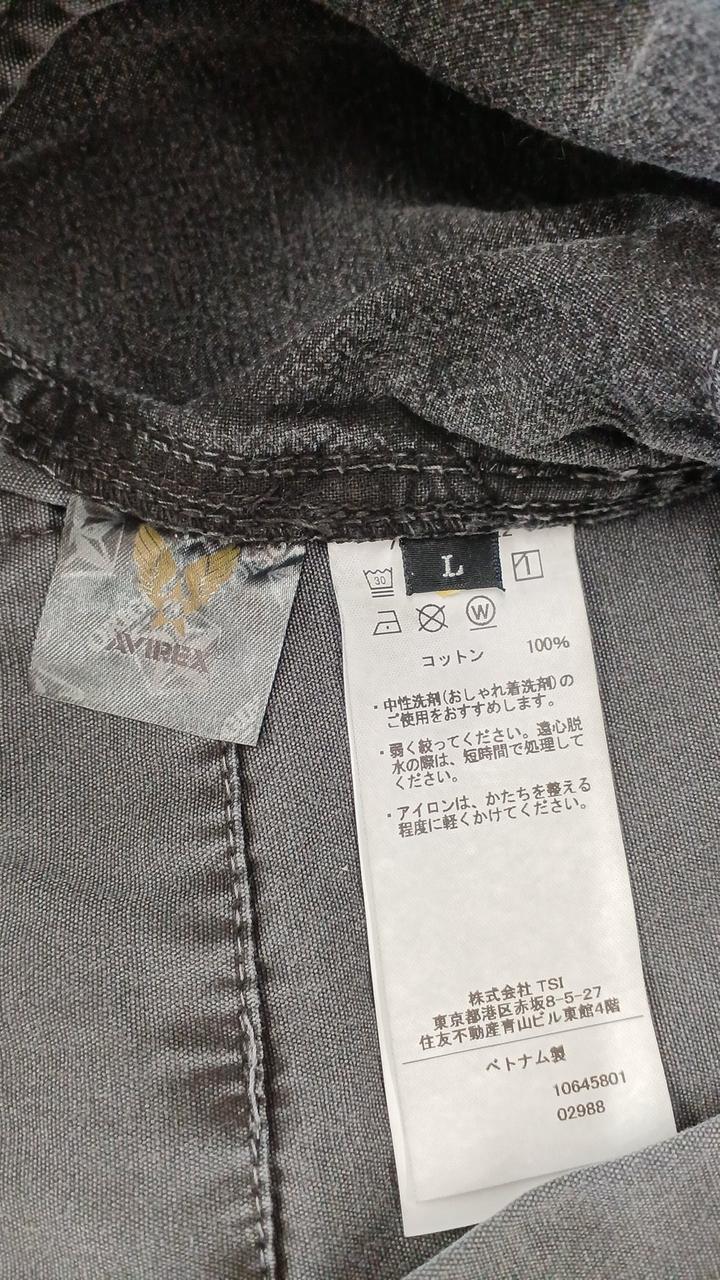 AVIREX
L
30
W
コットン 100%
・中性洗剤(おしゃれ着洗剤)の
ご使用をおすすめします。
・弱く絞ってください。遠心脱
水の際は、短時間で処理して
ください。
・アイロンは、かたちを整える
程度に軽くかけてください。
株式会社 TSI
東京都港区赤坂8-5-27
住友不動産青山ビル東館4階
ベトナム製
10645801
02988